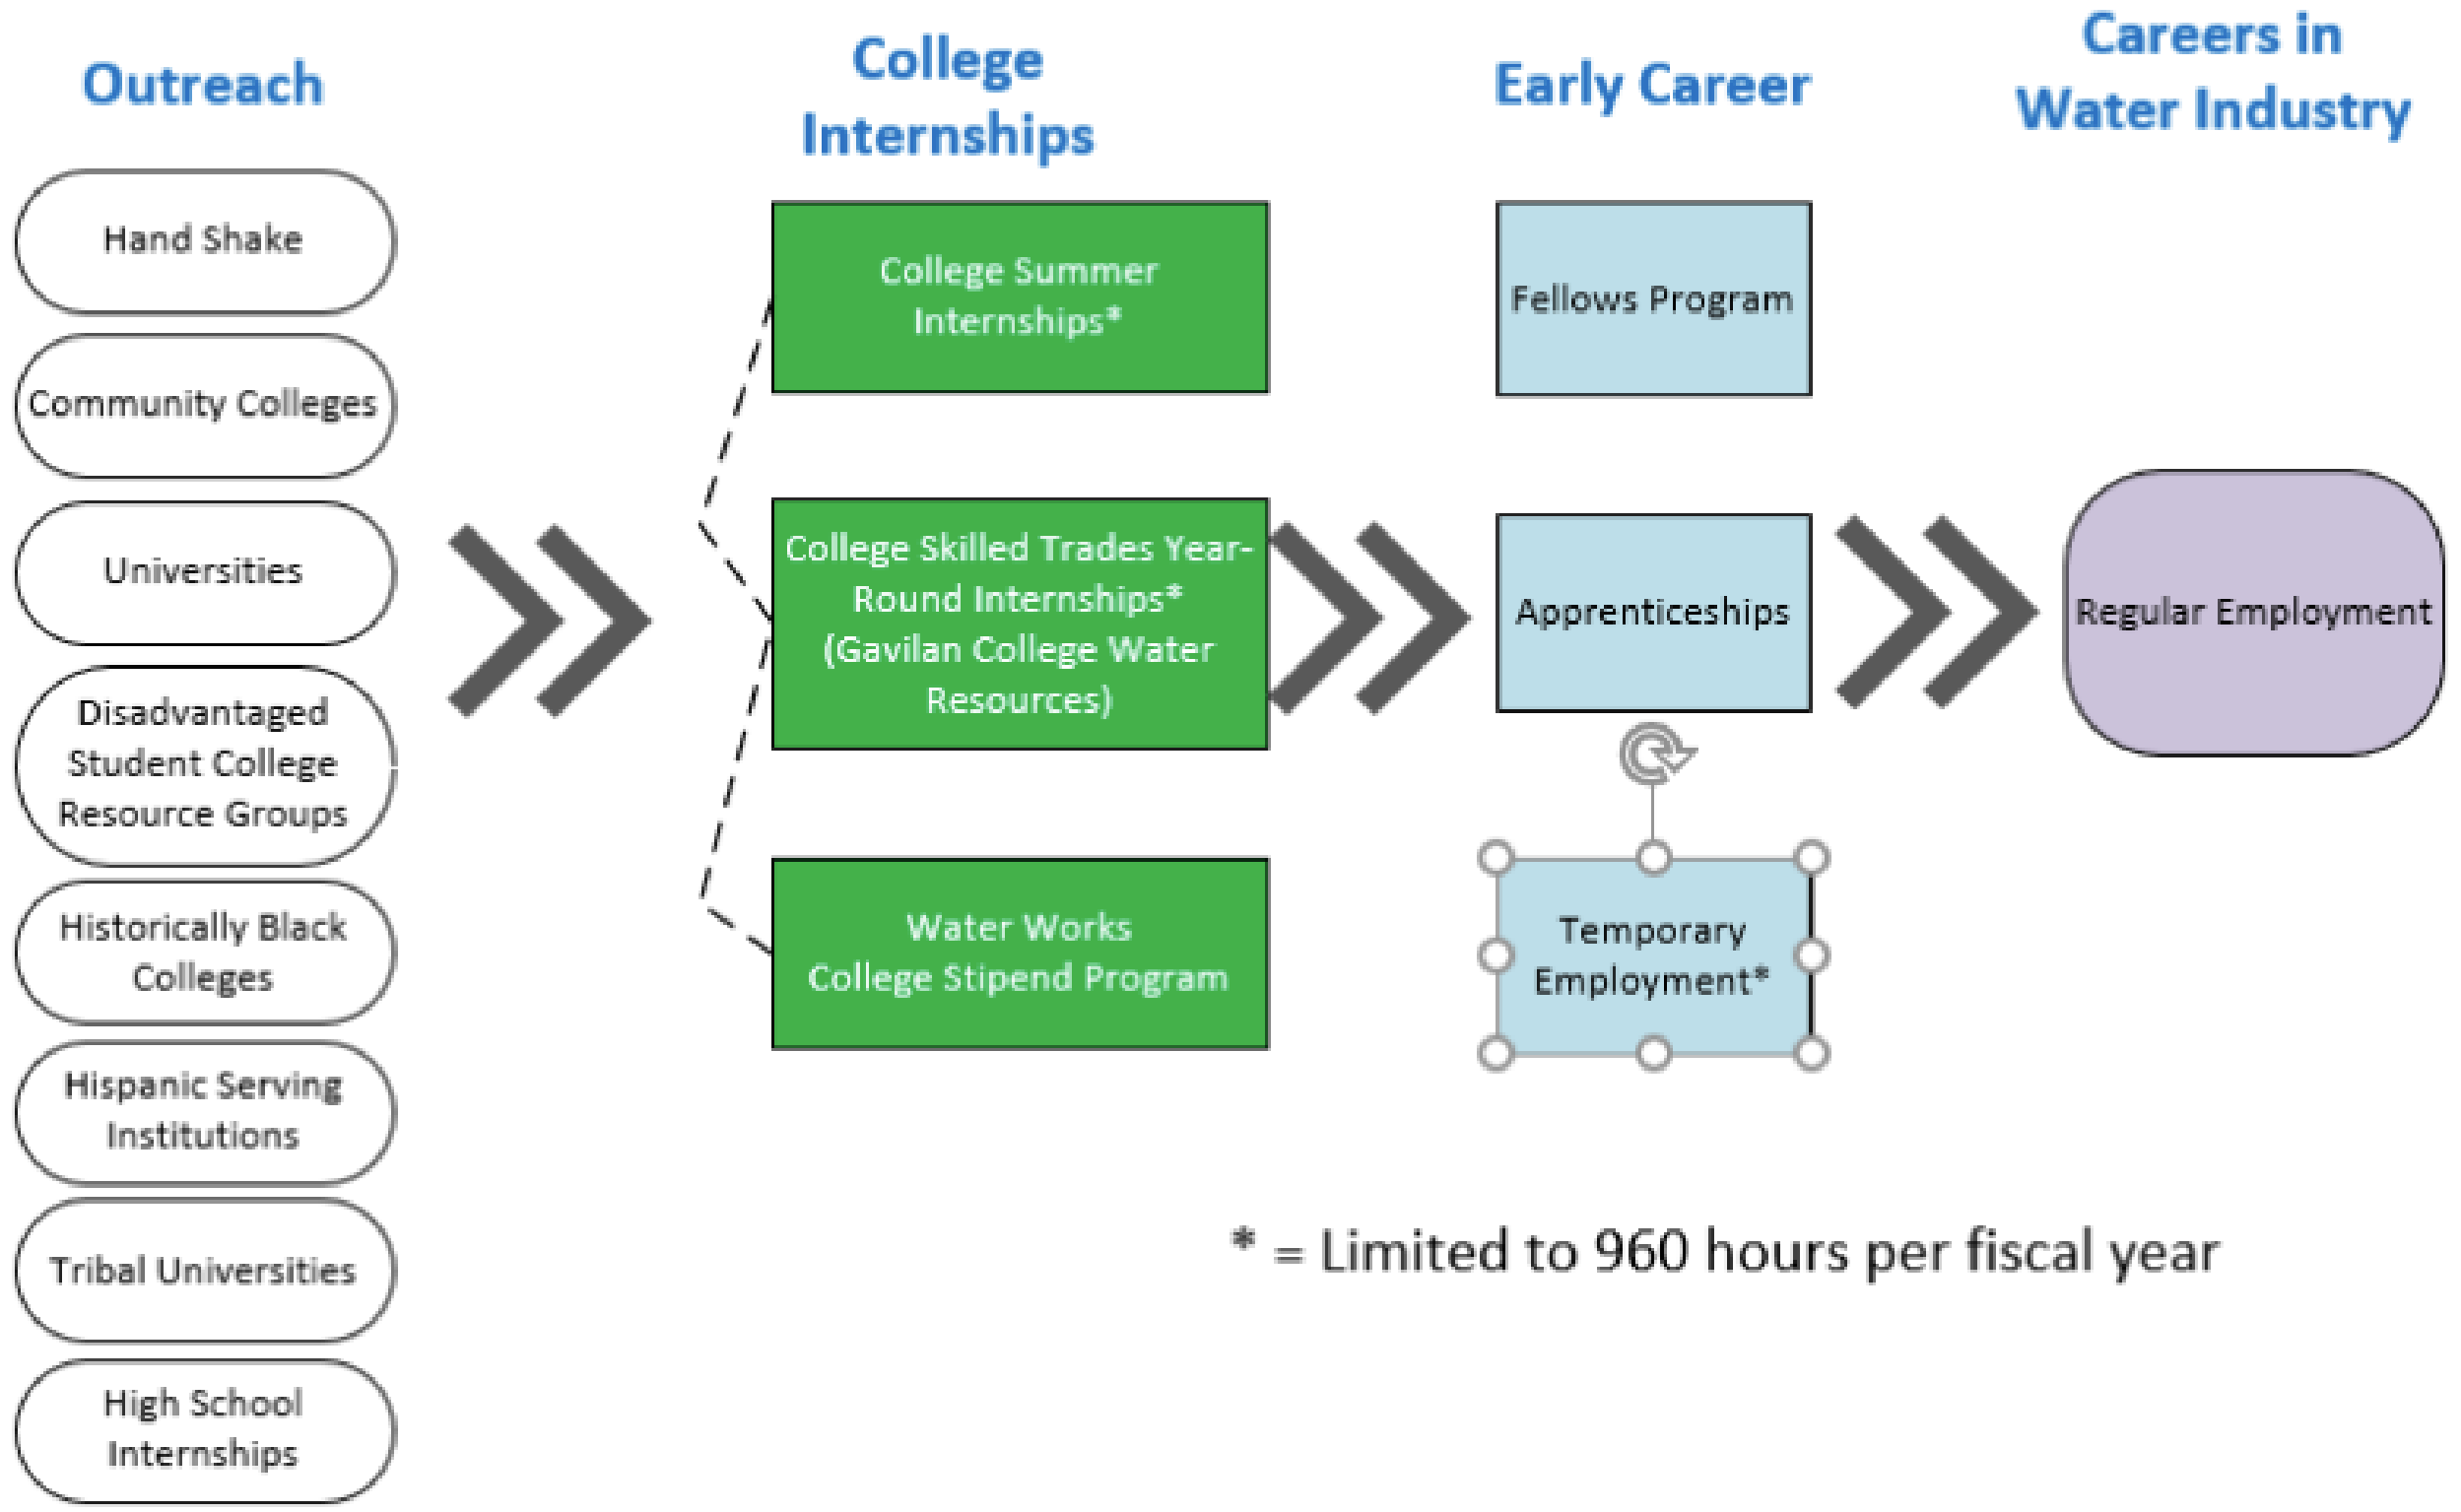 Outreach
Hand Shake
Community Colleges
Universities
Disadvantaged
Student College
Resource Groups
Historically Black
Colleges
Hispanic Serving
Institutions
Tribal Universities
High School
Internships
College
Internships
College Summer
Internships*
College Skilled Trades Year-
Round Internships*
(Gavilan College Water
Resources)
Water Works
College Stipend Program
Early Career
Fellows Program
Apprenticeships
Temporary
Employment*
Careers in
Water Industry
Regular Employment
* = Limited to 960 hours per fiscal year